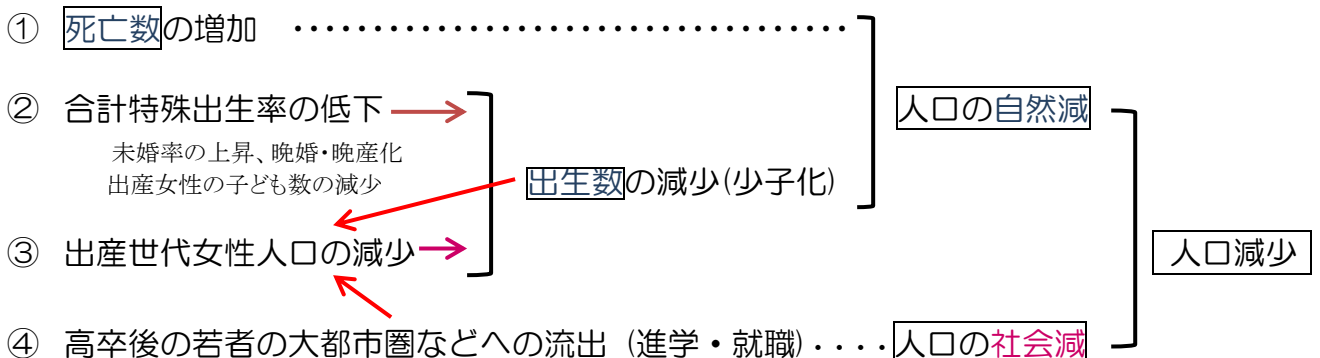 ① 死亡数の増加 ・・・・・・・・・・・・・・・・・・・・・・・・・・・・・・・・・・・
② 合計特殊出生率の低下
人口の自然減
未婚率の上昇、晩婚・晩産化
出産女性の子ども数の減少
出生数の減少(少子化)
③ 出産世代女性人口の減少
人口減少
④ 高卒後の若者の大都市圏などへの流出 (進学・就職)・・・・人口の社会減